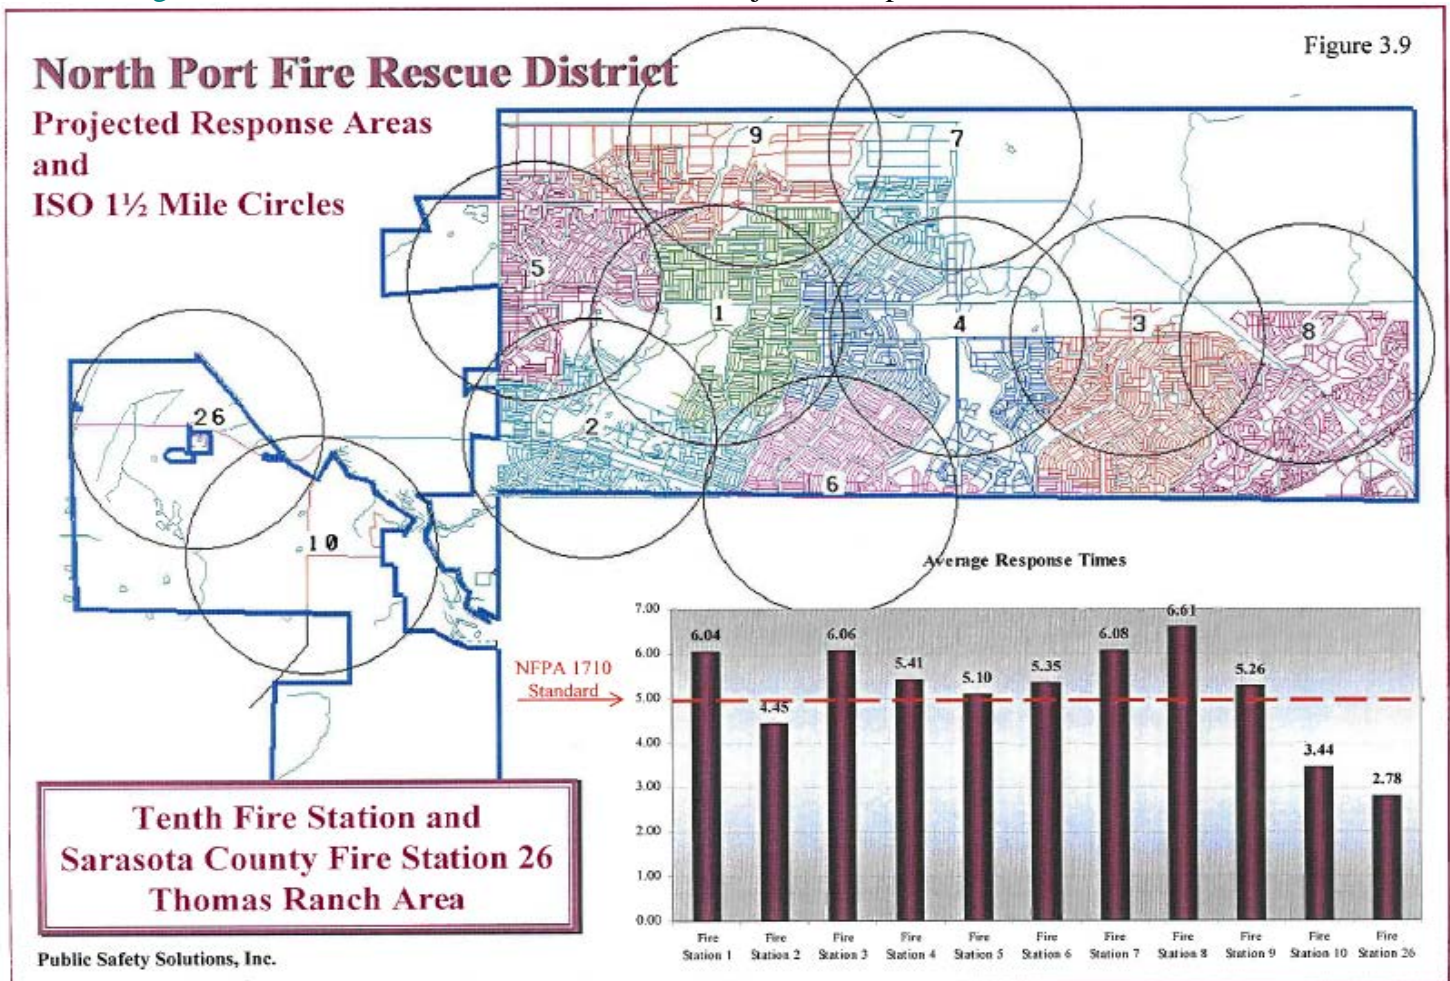 Figure 3.9
North Port Fire Rescue District
Projected Response Areas
and
ISO 1½ Mile Circles
9
7
5
1
4
3
8
26
2
6
10
Average Response Times
7.00
6.00
5.00
4.00
3.00
2.00
1.00
0.00
NFPA 1710
Standard
6.04
4.45
6.06
5.41
5.10
5.35
6.08
6.61
5.26
3.44
2.78
Fire Station 1
Fire Station 2
Fire Station 3
Fire Station 4
Fire Station 5
Fire Station 6
Fire Station 7
Fire Station 8
Fire Station 9
Fire Station 10
Fire Station 26
Tenth Fire Station and
Sarasota County Fire Station 26
Thomas Ranch Area
Public Safety Solutions, Inc.